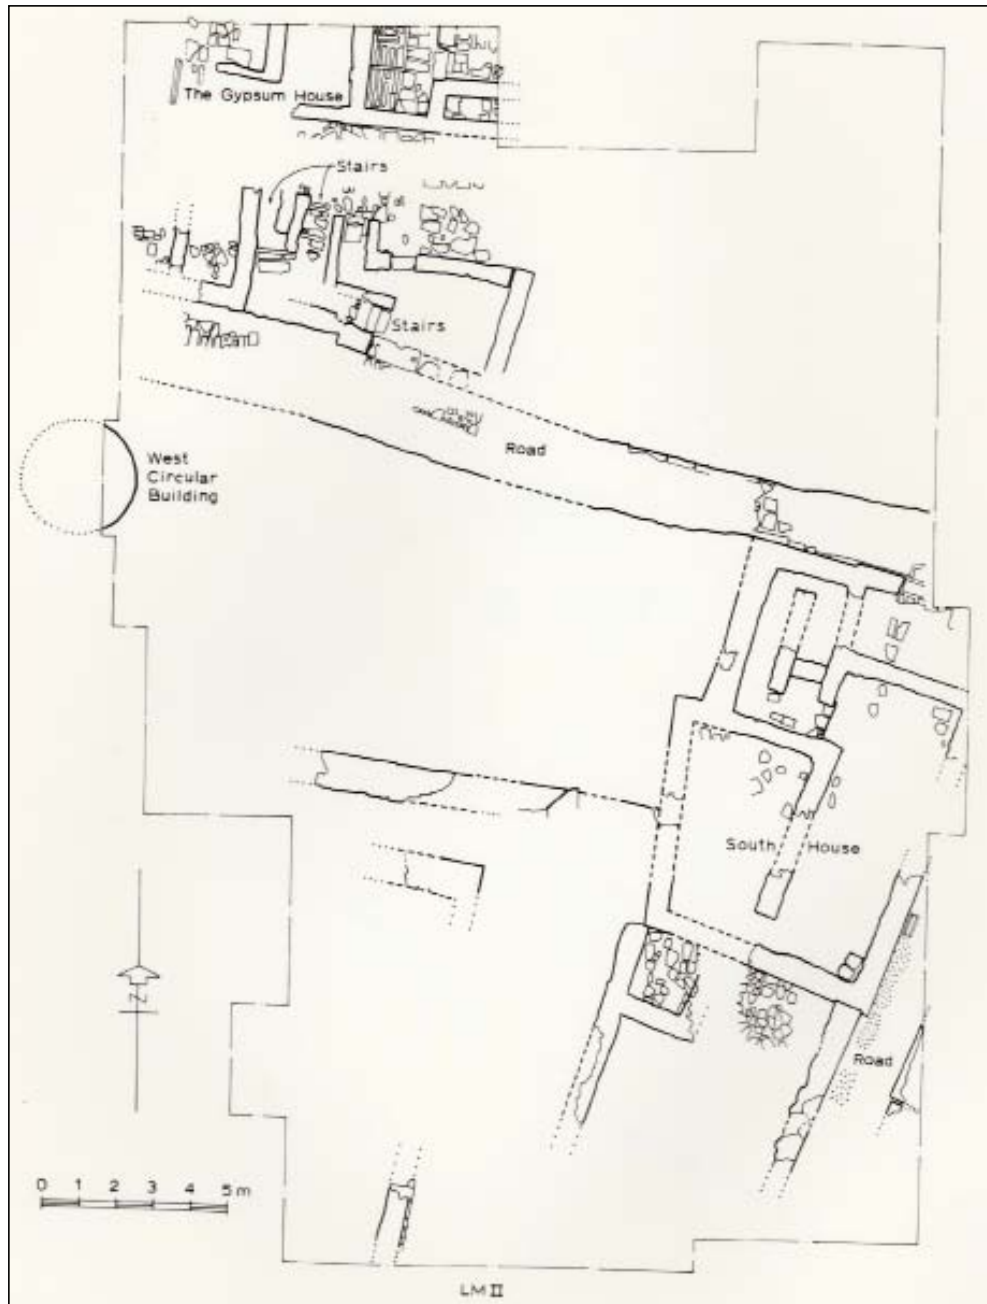 The Gypsum House
Stairs
Stairs
Road
West
Circular
Building
South House
N
Road
0 1 2 3 4 5 m
LM II